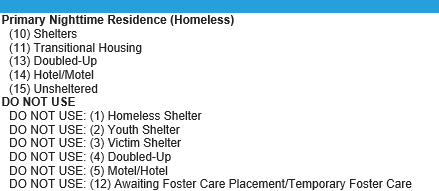 Primary Nighttime Residence (Homeless)
(10) Shelters
(11) Transitional Housing
(13) Doubled-Up
(14) Hotel/Motel
(15) Unsheltered
DO NOT USE
DO NOT USE: (1) Homeless Shelter
DO NOT USE: (2) Youth Shelter
DO NOT USE: (3) Victim Shelter
DO NOT USE: (4) Doubled-Up
DO NOT USE: (5) Motel/Hotel
DO NOT USE: (12) Awaiting Foster Care Placement/Temporary Foster Care